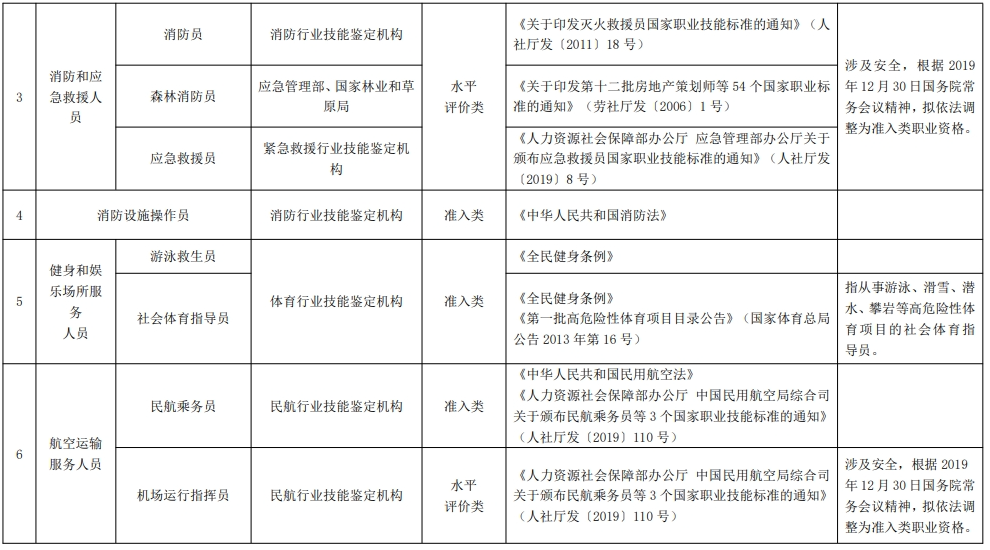 3
消防和应
急救援人
员
消防员
消防行业技能鉴定机构
水平
评价类
《关于印发灭火救援员国家职业技能标准的通知》（人
社厅发〔2011〕18 号）
涉及安全，根据 2019
年 12 月 30 日国务院常
务会议精神，拟依法调
整为准入类职业资格。
森林消防员
应急管理部、国家林业和草
原局
《关于印发第十二批房地产策划师等 54 个国家职业标
准的通知》（劳社厅发〔2006〕1 号）
应急救援员
紧急救援行业技能鉴定机
构
《人力资源社会保障部办公厅 应急管理部办公厅关于
颁布应急救援员国家职业技能标准的通知》（人社厅发
〔2019〕8 号）
4
消防设施操作员
消防行业技能鉴定机构
准入类
《中华人民共和国消防法》
5
健身和娱
乐场所服
务
人员
游泳救生员
体育行业技能鉴定机构
准入类
《全民健身条例》
社会体育指导员
《全民健身条例》
《第一批高危险性体育项目目录公告》（国家体育总局
公告 2013 年第 16 号）
指从事游泳、滑雪、潜
水、攀岩等高危险性体
育项目的社会体育指
导员。
6
航空运输
服务人员
民航乘务员
民航行业技能鉴定机构
准入类
《中华人民共和国民用航空法》
《人力资源社会保障部办公厅 中国民用航空局综合司
关于颁布民航乘务员等 3 个国家职业技能标准的通知》
（人社厅发〔2019〕110 号）
机场运行指挥员
民航行业技能鉴定机构
水平
评价类
《人力资源社会保障部办公厅 中国民用航空局综合司
关于颁布民航乘务员等 3 个国家职业技能标准的通知》
（人社厅发〔2019〕110 号）
涉及安全，根据 2019
年 12 月 30 日国务院常
务会议精神，拟依法调
整为准入类职业资格。